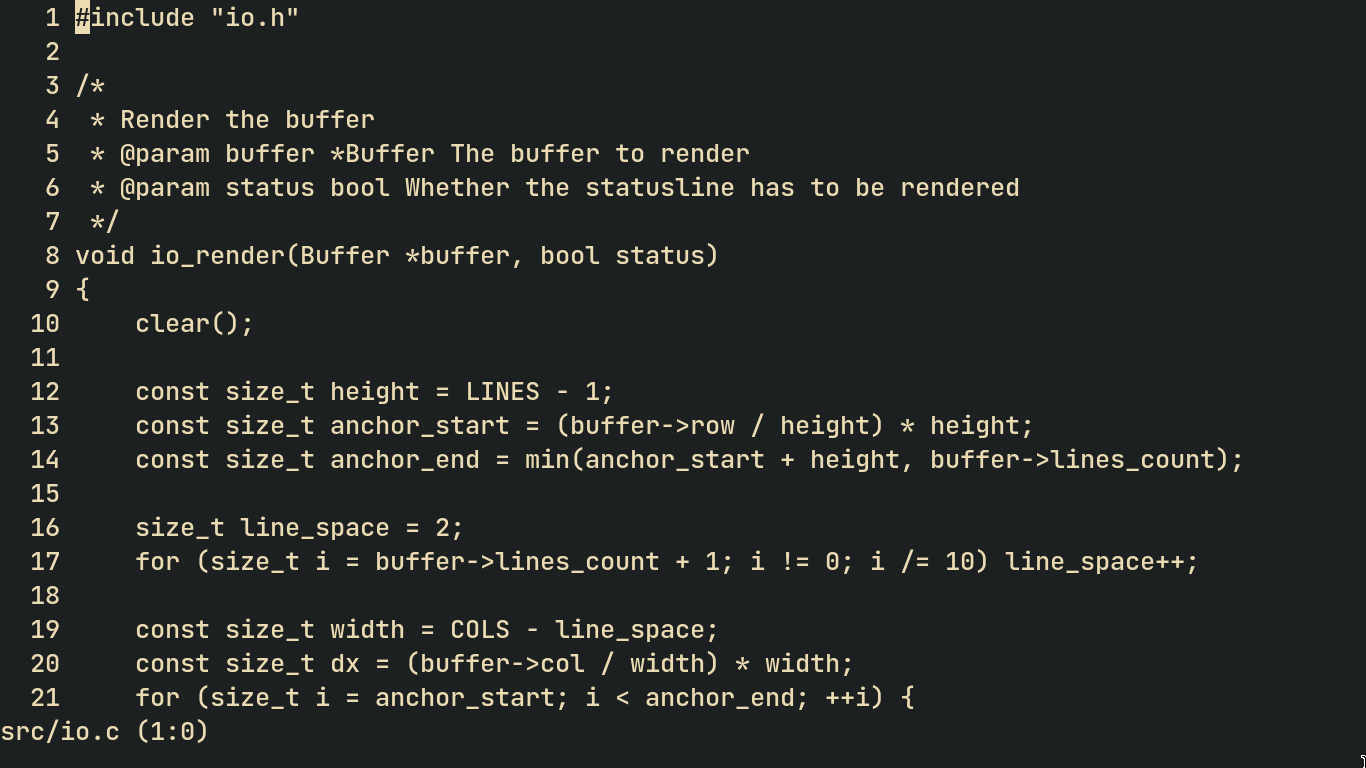 1 #include "io.h"
2
3 /*
4  * Render the buffer
5  * @param buffer *Buffer The buffer to render
6  * @param status bool Whether the statusline has to be rendered
7  */
8 void io_render(Buffer *buffer, bool status)
9 {
10     clear();
11
12     const size_t height = LINES - 1;
13     const size_t anchor_start = (buffer->row / height) * height;
14     const size_t anchor_end = min(anchor_start + height, buffer->lines_count);
15
16     size_t line_space = 2;
17     for (size_t i = buffer->lines_count + 1; i != 0; i /= 10) line_space++;
18
19     const size_t width = COLS - line_space;
20     const size_t dx = (buffer->col / width) * width;
21     for (size_t i = anchor_start; i < anchor_end; ++i) {
src/io.c (1:0)